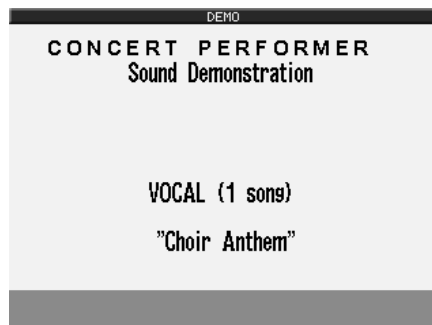 DEMO
CONCERT PERFORMER
Sound Demonstration
VOCAL (1 song)
"Choir Anthem"